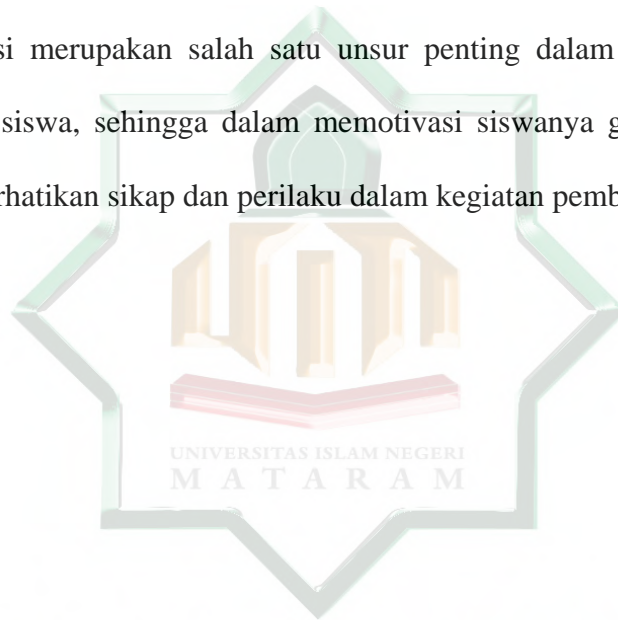 si merupakan salah satu unsur penting dalam
siswa, sehingga dalam memotivasi siswanya g
rhatikan sikap dan perilaku dalam kegiatan pemb
UNIVERSITAS ISLAM NEGERI
MATARAM